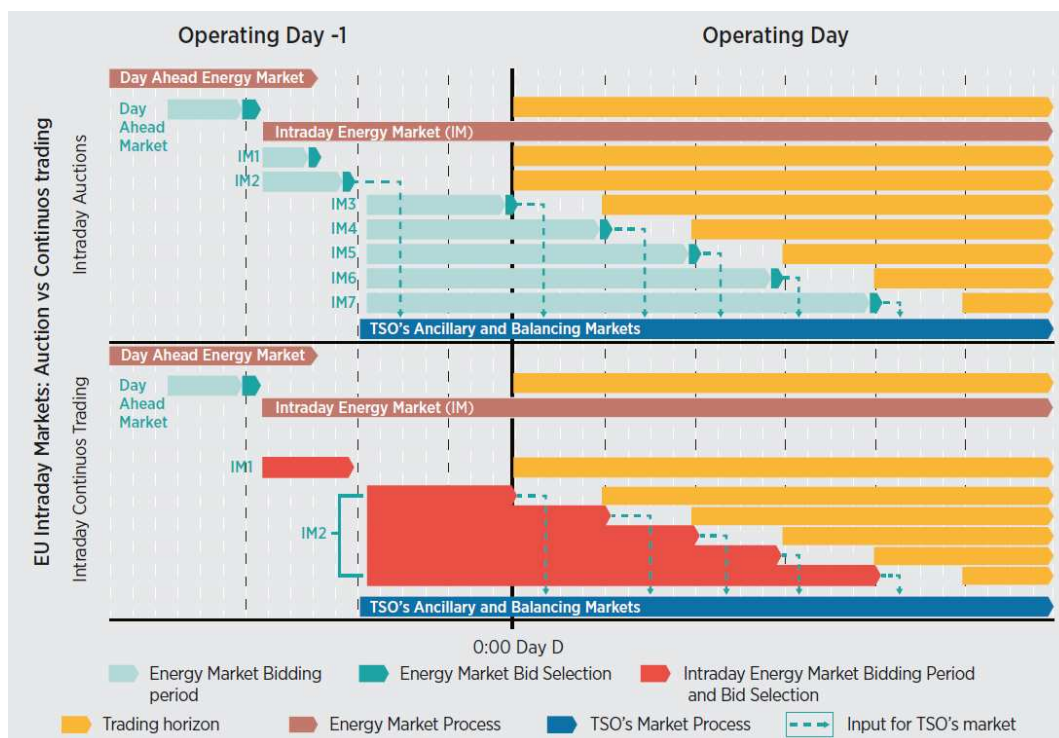 Operating Day -1
Operating Day
EU Intraday Markets: Auction vs Continuos trading
Intraday Auctions
Day Ahead Energy Market
Day
Ahead
Market
Intraday Energy Market (IM)
IM1
IM2
IM3
IM4
IM5
IM6
IM7
TSO's Ancillary and Balancing Markets
Intraday Continuos Trading
Day Ahead Energy Market
Day
Ahead
Market
Intraday Energy Market (IM)
IM1
IM2
TSO's Ancillary and Balancing Markets
0:00 Day D
Energy Market Bidding
period
Energy Market Bid Selection
Intraday Energy Market Bidding Period
and Bid Selection
Trading horizon
Energy Market Process
TSO's Market Process
Input for TSO's market